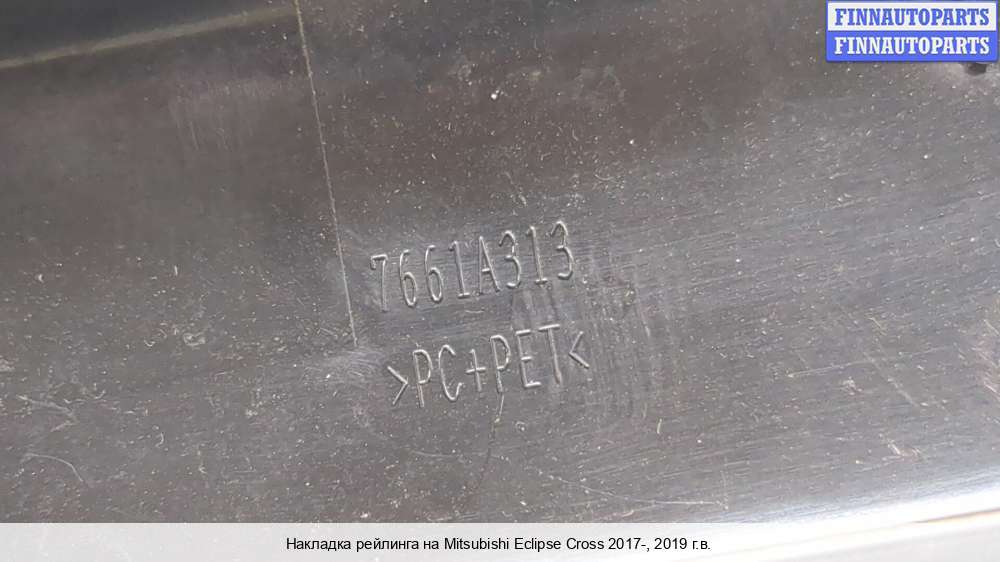 FINNAUTOPARTS
FINNAUTOPARTS
7661A313
>PC+PET<
Накладка рейлинга на Mitsubishi Eclipse Cross 2017-, 2019 г.в.